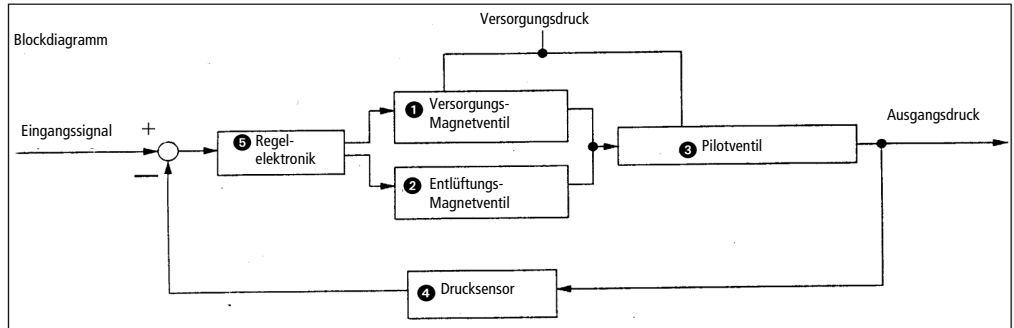 Versorgungsdruck
Blockdiagramm
1 Versorgungs-
Magnetventil
Eingangssignal
+
5 Regel-
elektronik
3 Pilotventil
Ausgangsdruck
−
2 Entlüftungs-
Magnetventil
4 Drucksensor